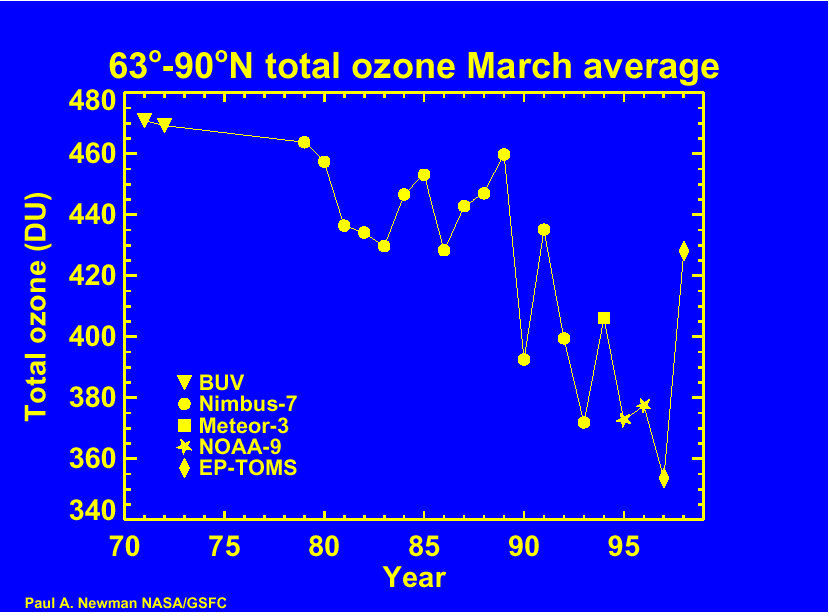 63°-90°N total ozone March average
480
460
440
420
400
380
360
340
Total ozone (DU)
BUV
Nimbus-7
Meteor-3
NOAA-9
EP-TOMS
70 75 80 85 90 95
Year
Paul A. Newman NASA/GSFC